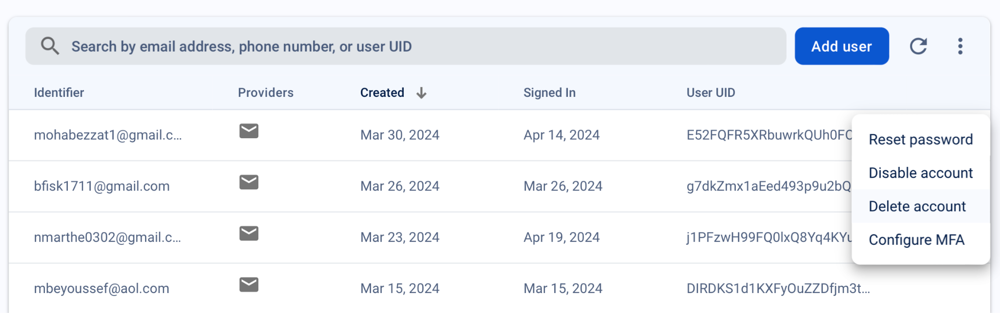 Search by email address, phone number, or user UID
Add user
Identifier Providers Created Signed In User UID
mohabezzat1@gmail.c... Mar 30, 2024 Apr 14, 2024 E52FQFR5XRbuwrkQUh0FC
bfisk1711@gmail.com Mar 26, 2024 Mar 26, 2024 g7dkZmx1aEed493p9u2bQ
nmarthe0302@gmail.c... Mar 23, 2024 Apr 19, 2024 j1PFzwH99FQ0lxQ8Yq4KYu
mbeyoussef@aol.com Mar 15, 2024 Mar 15, 2024 DIRDKS1d1KXFyOuZZDfjm3t...
Reset password
Disable account
Delete account
Configure MFA